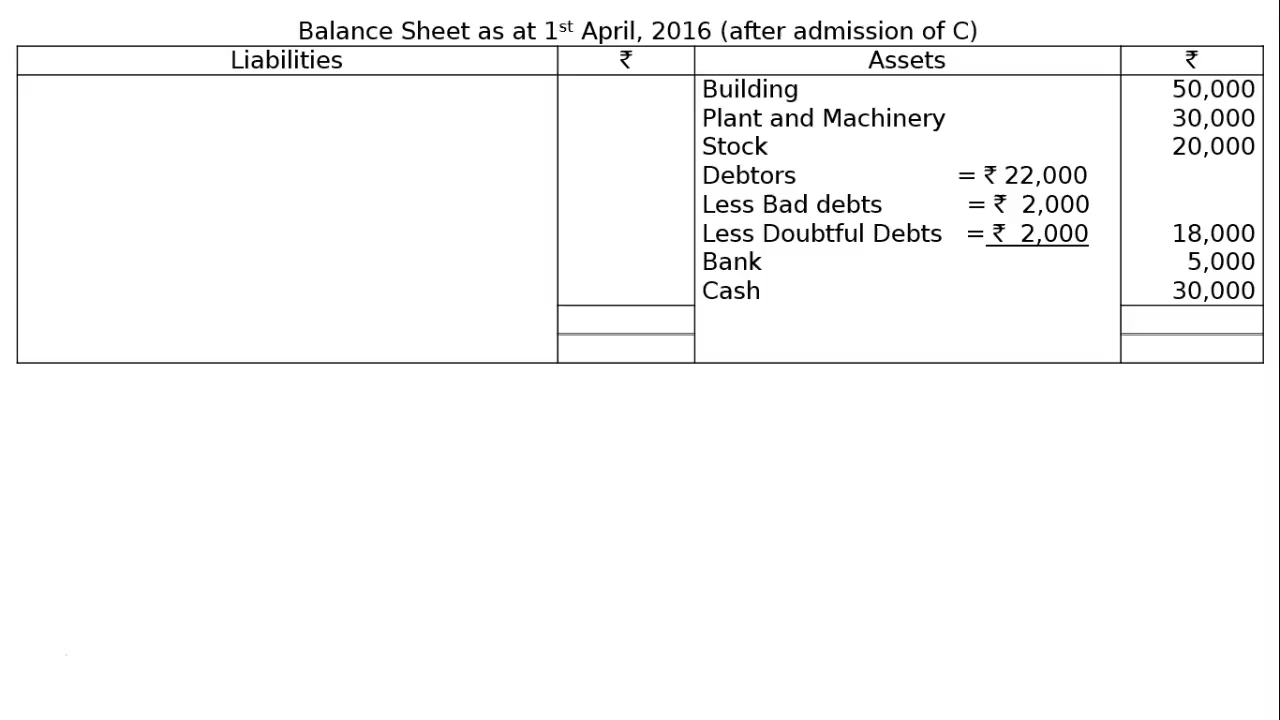 Balance Sheet as at 1st April, 2016 (after admission of C)
Liabilities ₹ Assets ₹
Building 50,000
Plant and Machinery 30,000
Stock 20,000
Debtors = ₹ 22,000
Less Bad debts = ₹ 2,000
Less Doubtful Debts = ₹ 2,000 18,000
Bank 5,000
Cash 30,000